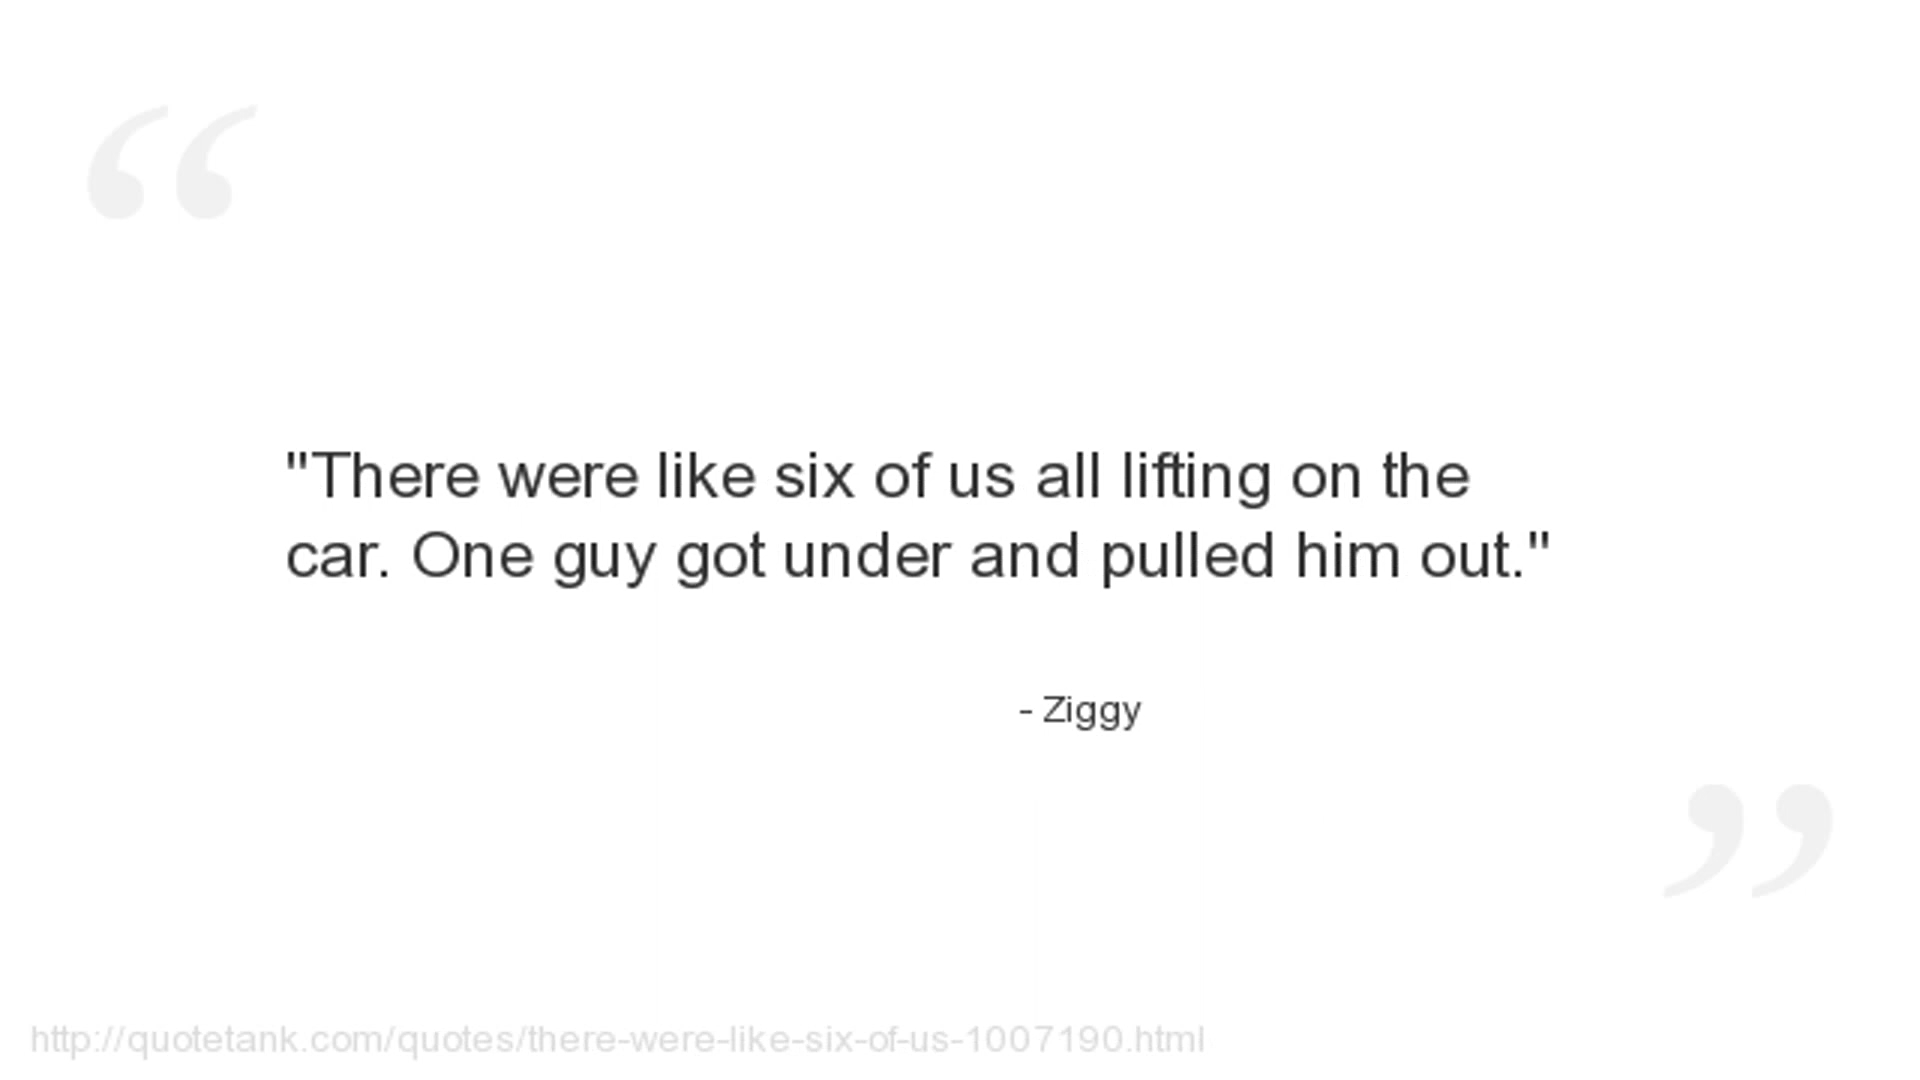 "There were like six of us all lifting on the
car. One guy got under and pulled him out."
- Ziggy
http://quotetank.com/quotes/there-were-like-six-of-us-1007190.html